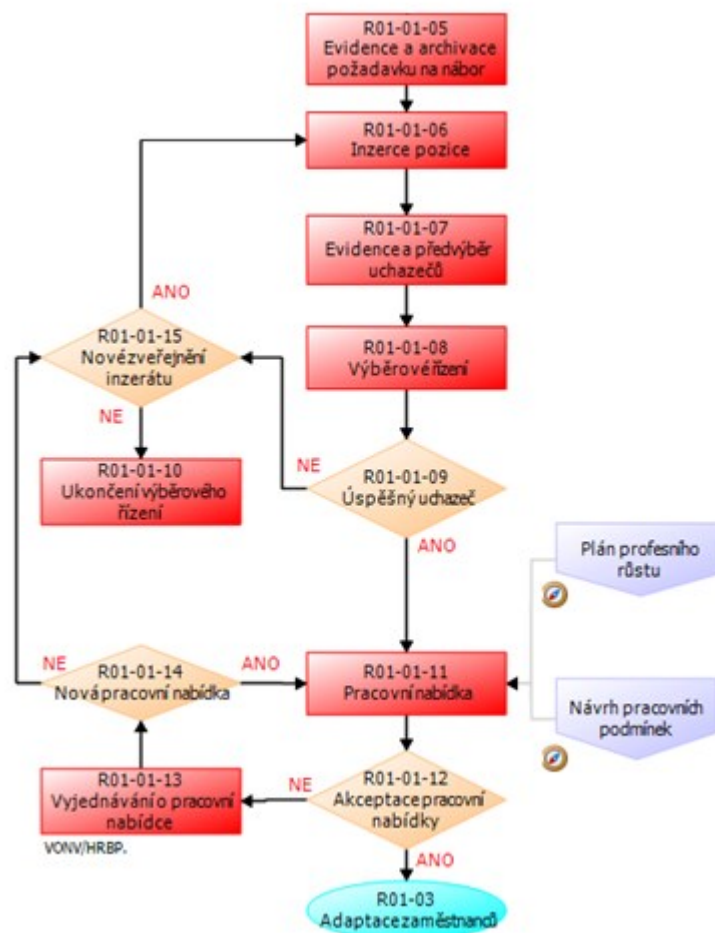 R01-01-05
Evidence a archivace
požadavku na nábor
R01-01-06
Inzerce pozice
R01-01-07
Evidence a předvýběr
uchazečů
ANO
R01-01-15
Nové zveřejnění
inzerátu
R01-01-08
Výběrové řízení
NE
R01-01-10
Ukončení výběrového
řízení
NE
R01-01-09
Úspěšný uchazeč
ANO
Plán profesního
růstu
NE
R01-01-14
Nová pracovní nabídka
ANO
R01-01-11
Pracovní nabídka
Návrh pracovních
podmínek
R01-01-13
Vyjednávání o pracovní
nabídce
VONV/HRBP.
NE
R01-01-12
Akceptace pracovní
nabídky
ANO
R01-03
Adaptace zaměstnanců